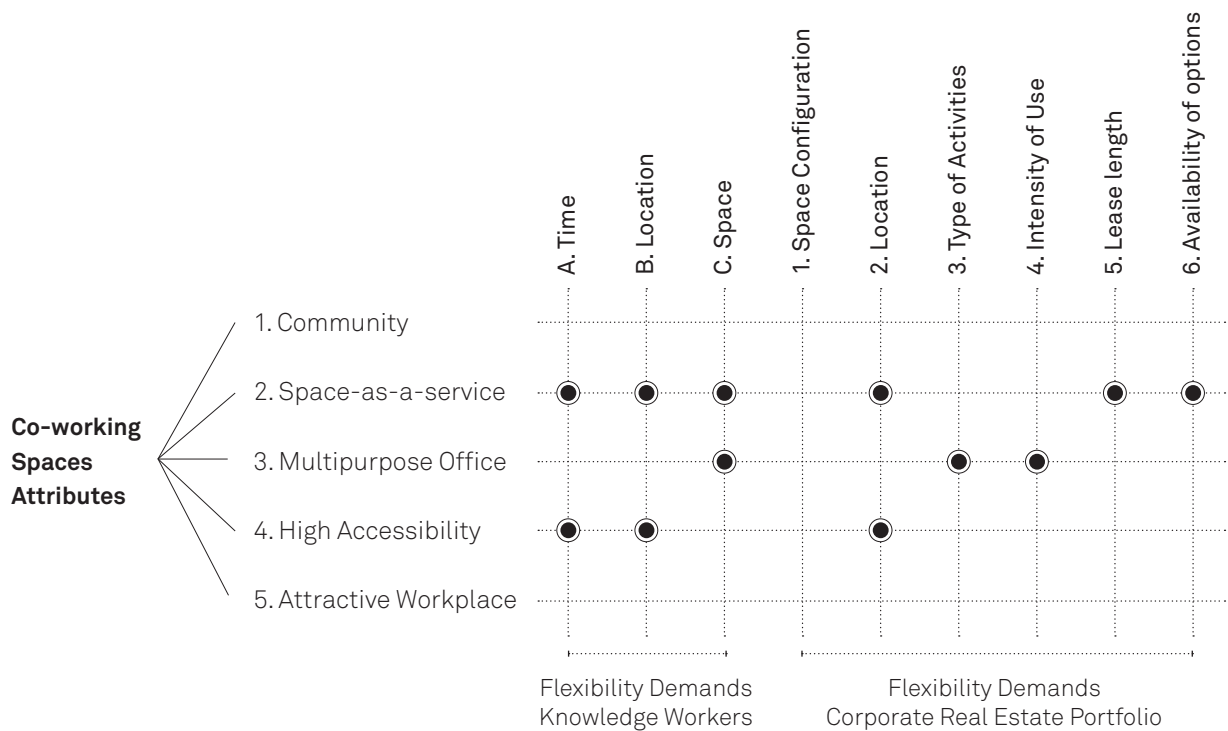 A. Time
B. Location
C. Space
1. Space Configuration
2. Location
3. Type of Activities
4. Intensity of Use
5. Lease length
6. Availability of options
Co-working
Spaces
Attributes
1. Community
2. Space-as-a-service
3. Multipurpose Office
4. High Accessibility
5. Attractive Workplace
Flexibility Demands
Knowledge Workers
Flexibility Demands
Corporate Real Estate Portfolio